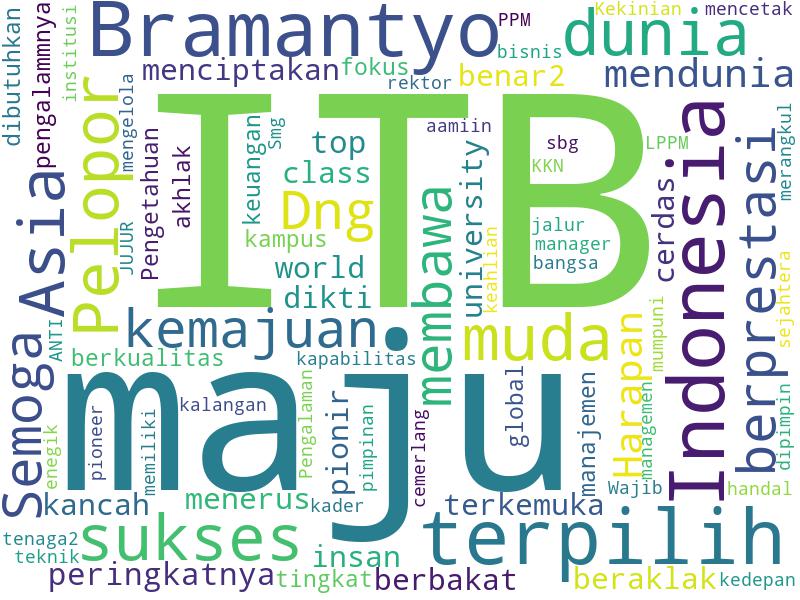 Bramantyo
PPM
Kekinian
mencetak
dibutuhkan
pengalammnya
institusi
menciptakan
fokus
rektor
bisnis
benar2
dunia
mendunia
Pelopor
mengelola
ITB
aamiin
merangkul
Pengetahuan
akhlak
keuangan
Smg
top
class
Dng
kampus
world
dikti
sbg
KKN
LPPM
jalur
manager
bangsa
university
keahlian
membawa
cerdas.
Indonesia
berprestasi
sejahtera
JUJUR
Asia
Semoga
ANTI
kemajuan.
muda
Harapan
mumpuni
berkualitas
kapabilitas
maju
enegik
pioneer
memiliki
kalangan
Pengalaman
pionir
pimpinan
cemerlang
global
manajemen
management
dipimpin
kancah
menerus
kader
terkemuka
Wajib
handal
tenaga2
teknik
sukses
insan
terpilih
peringkatnya
tingkat
berbakat
beraklak
kedepan